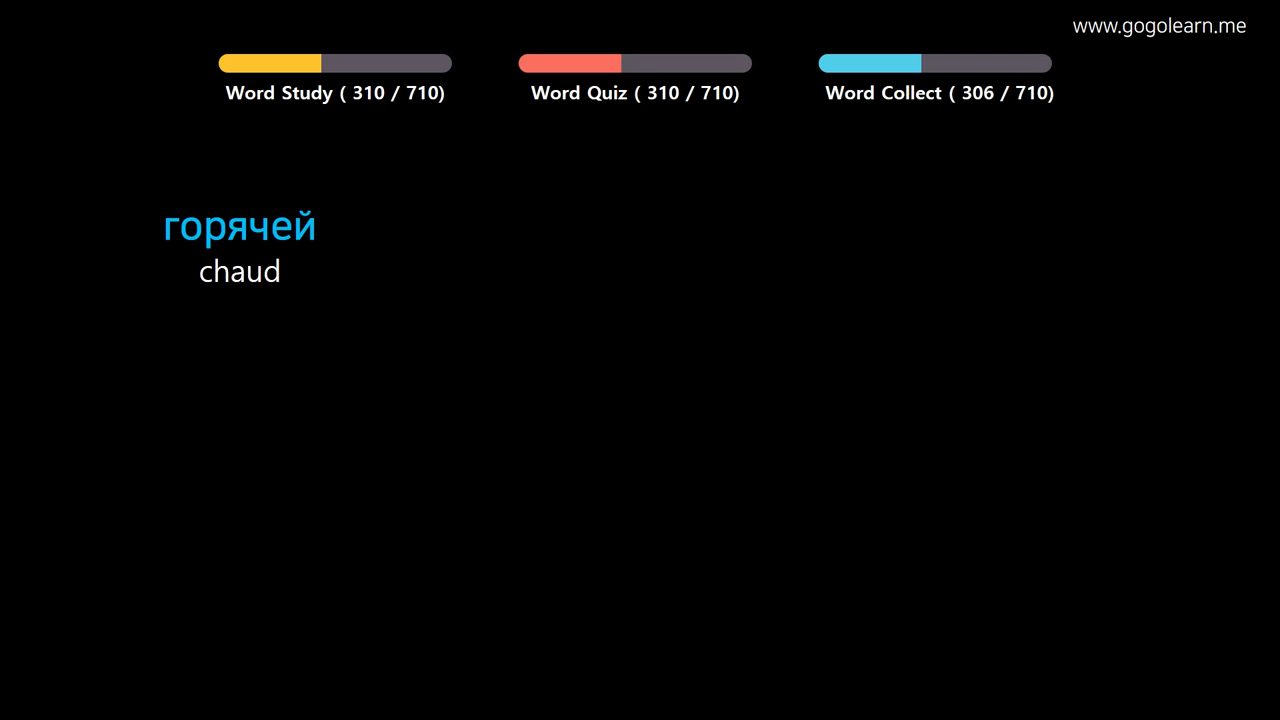 www.gogolearn.me
Word Study ( 310 / 710)
Word Quiz ( 310 / 710)
Word Collect ( 306 / 710)
горячей
chaud